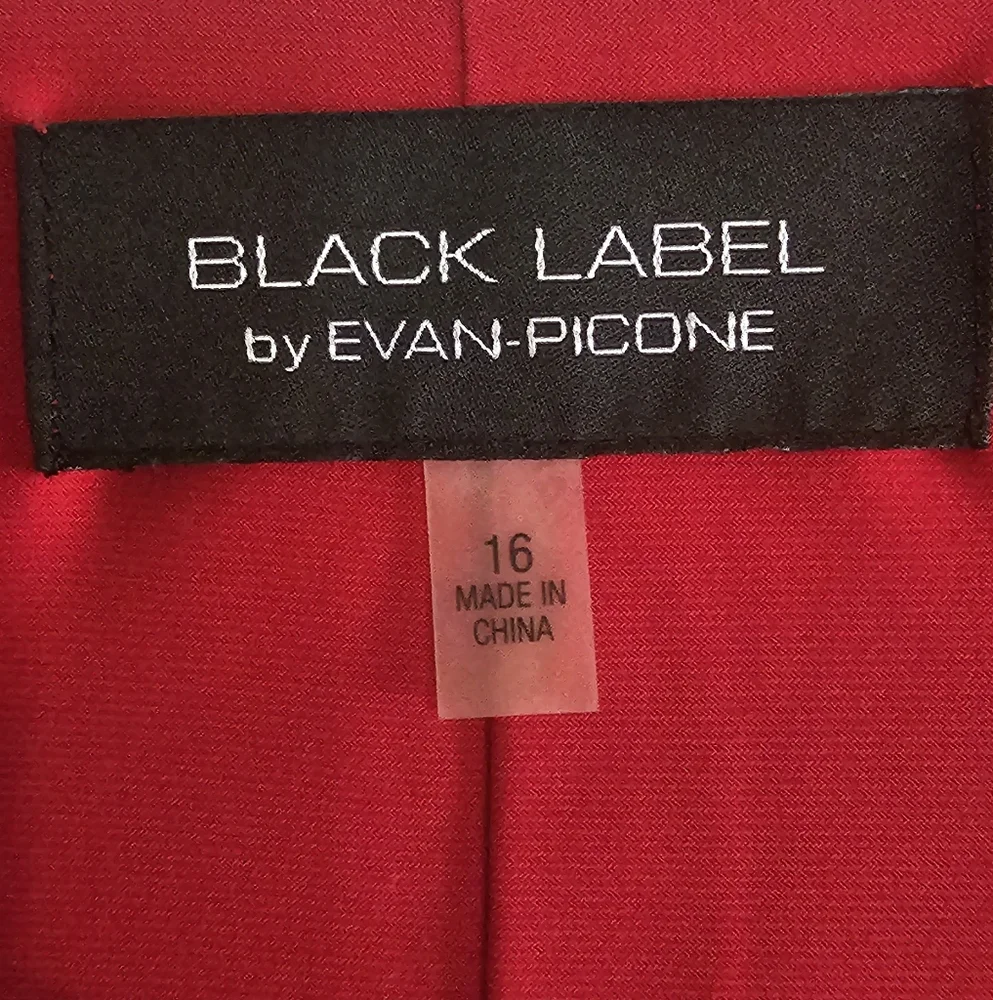 BLACK LABEL
by EVAN-PICONE
16
MADE IN
CHINA